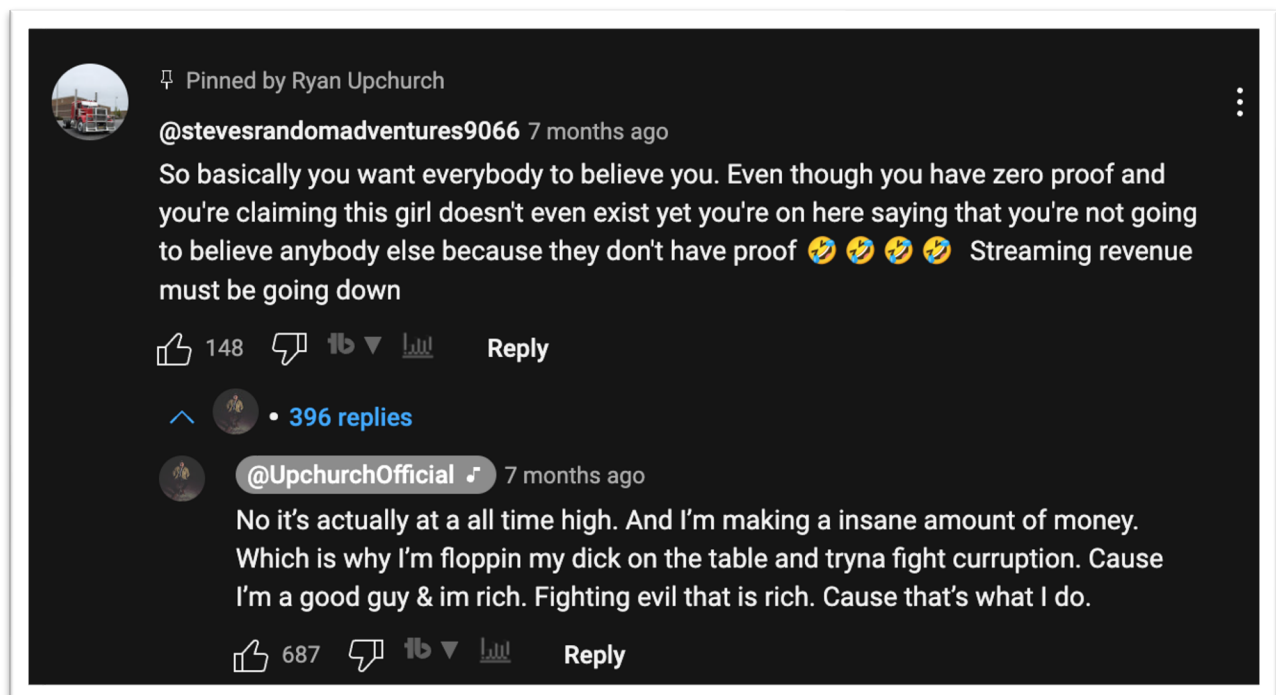 Pinned by Ryan Upchurch
@stevesrandomadventures9066 7 months ago
So basically you want everybody to believe you. Even though you have zero proof and
you're claiming this girl doesn't even exist yet you're on here saying that you're not going
to believe anybody else because they don't have proof 🤣 🤣 🤣 🤣 Streaming revenue
must be going down
148 Reply
• 396 replies
@UpchurchOfficial 7 months ago
No it’s actually at a all time high. And I’m making a insane amount of money.
Which is why I’m floppin my dick on the table and tryna fight curruption. Cause
I’m a good guy & im rich. Fighting evil that is rich. Cause that’s what I do.
687 Reply